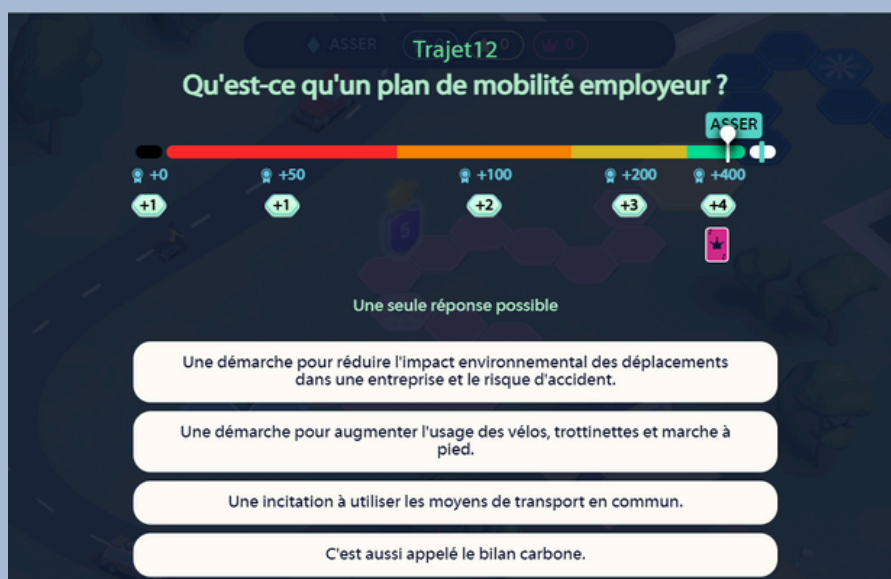 ASSER 0 0
Trajet12
Qu'est-ce qu'un plan de mobilité employeur ?
ASSER
+0 +50 +100 +200 +400
+1 +1 +2 +3 +4
5
Une seule réponse possible
Une démarche pour réduire l'impact environnemental des déplacements
dans une entreprise et le risque d'accident.
Une démarche pour augmenter l'usage des vélos, trottinettes et marche à
pied.
Une incitation à utiliser les moyens de transport en commun.
C'est aussi appelé le bilan carbone.